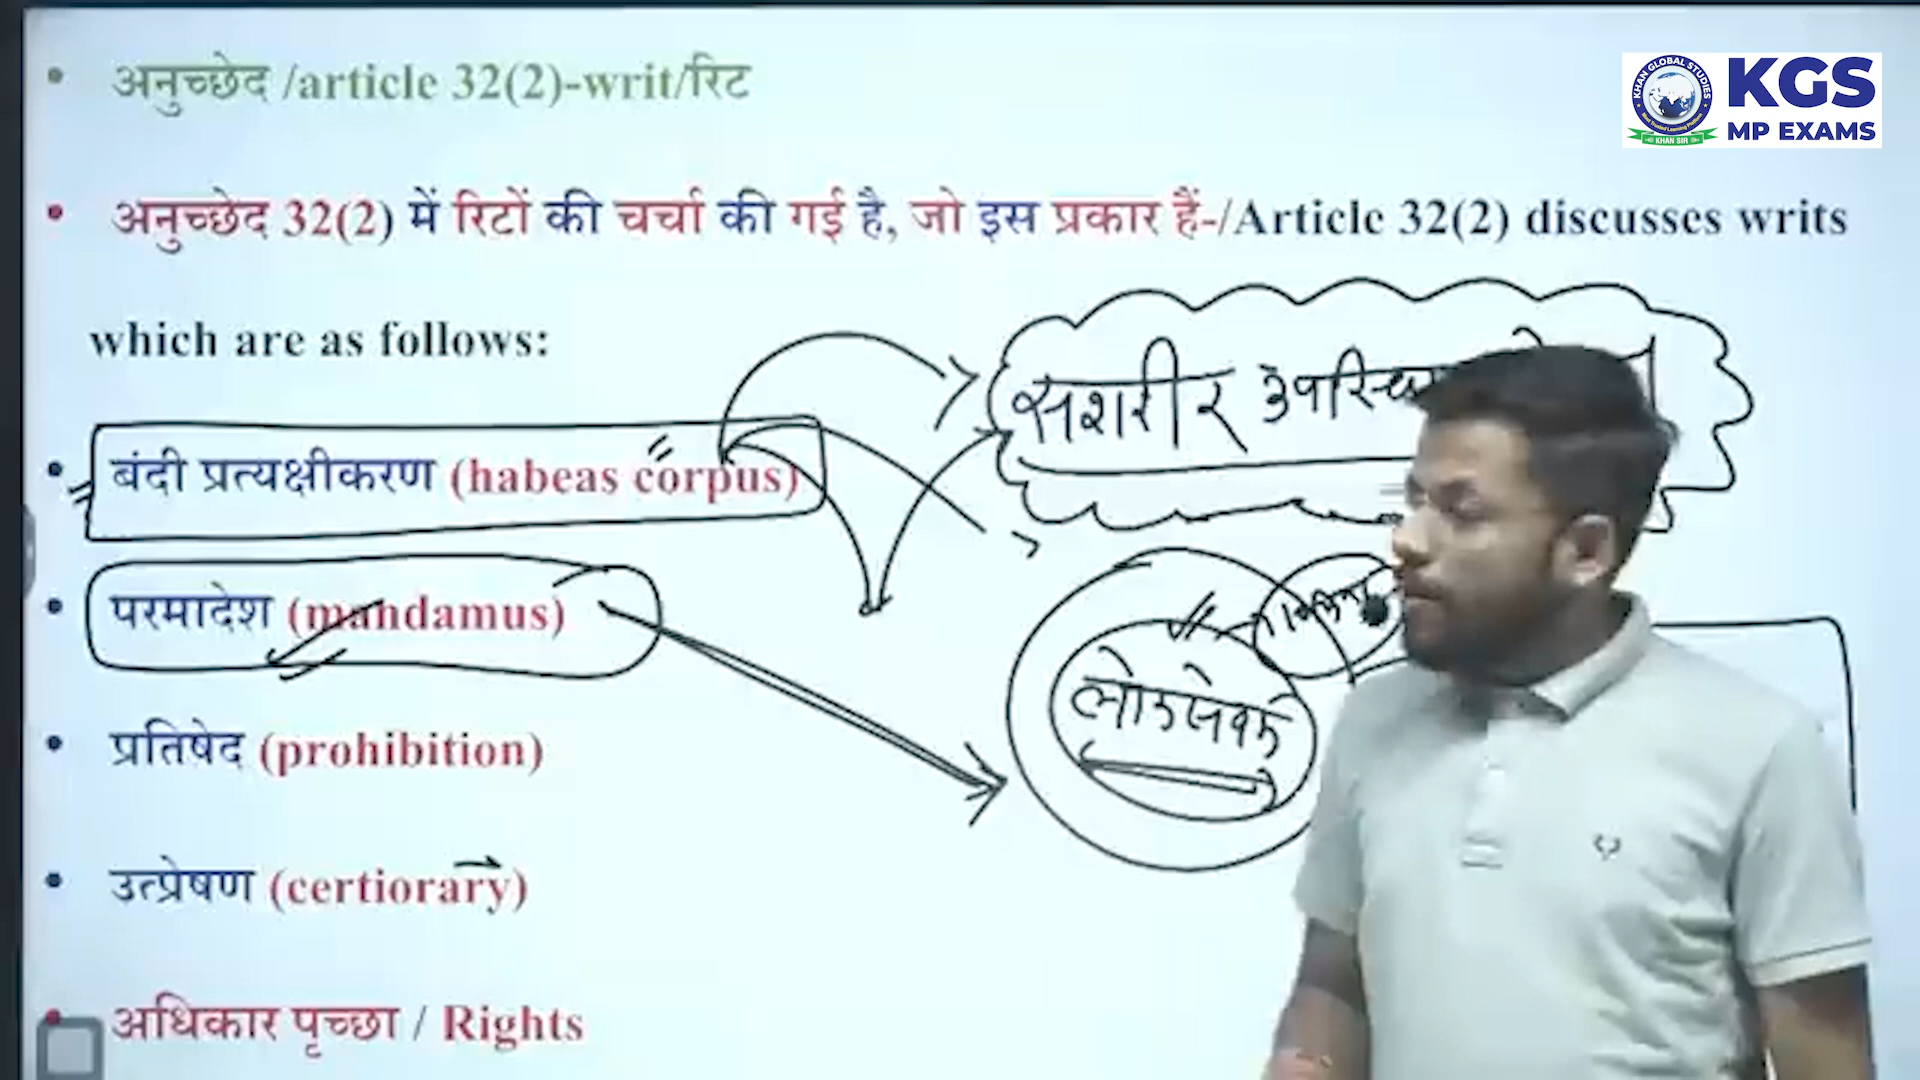 अनुच्छेद /article 32(2)-writ/रिट
KHAN GLOBAL STUDIES
KHAN SIR
KGS
MP EXAMS
अनुच्छेद 32(2) में रिटों की चर्चा की गई है, जो इस प्रकार हैं-/Article 32(2) discusses writs
which are as follows:
सशरीर
बंदी प्रत्यक्षीकरण (habeas corpus)
परमादेश (mandamus)
लोकसेवक
प्रतिषेद (prohibition)
उत्प्रेषण (certiorary)
अधिकार पृच्छा / Rights